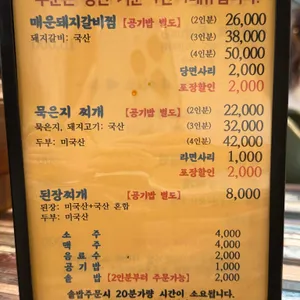 매운돼지갈비찜 [공기밥 별도] (2인분) 26,000
돼지갈비: 국산 (3인분) 38,000
(4인분) 50,000
당면사리 2,000
포장할인 2,000
묵은지 찌개 [공기밥 별도] (2인분) 22,000
묵은지, 돼지고기: 국산 (3인분) 32,000
두부: 미국산 (4인분) 42,000
라면사리 1,000
포장할인 2,000
된장찌개 [공기밥 별도] 8,000
된장: 미국산+국산 혼합
두부: 미국산
소주 4,000
맥주 4,000
음료수 2,000
공기밥 1,000
솥밥 [2인분부터 주문가능] 2,000
솥밥주문시 20분가량 시간이 소요됩니다.